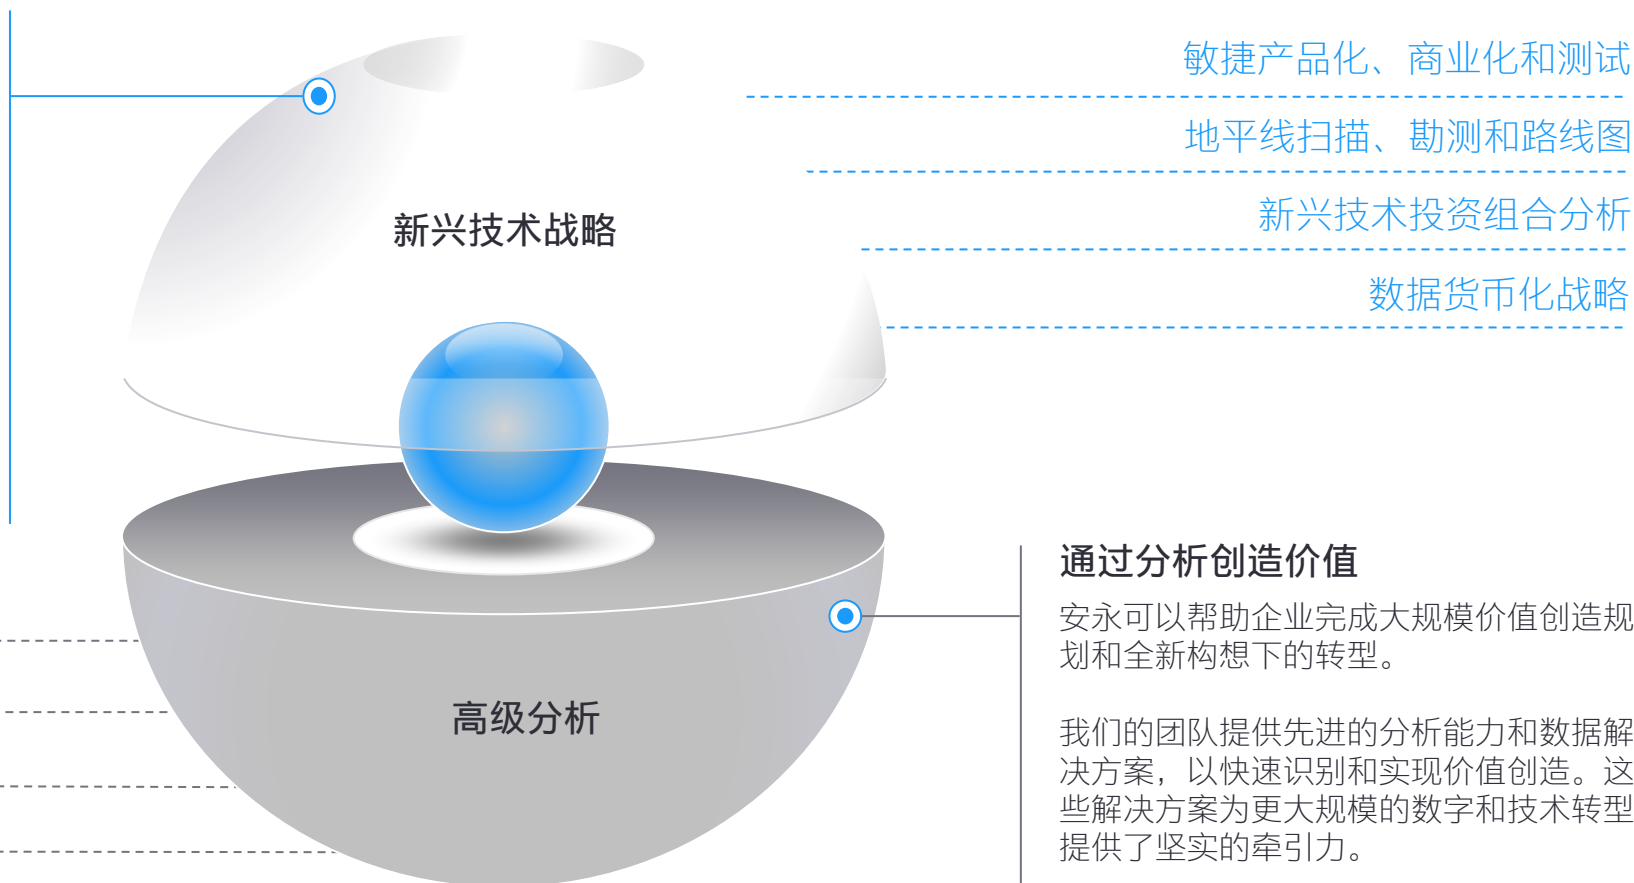 敏捷产品化、商业化和测试
地平线扫描、勘测和路线图
新兴技术投资组合分析
数据货币化战略
新兴技术战略
高级分析
通过分析创造价值
安永可以帮助企业完成大规模价值创造规
划和全新构想下的转型。
我们的团队提供先进的分析能力和数据解
决方案，以快速识别和实现价值创造。这
些解决方案为更大规模的数字和技术转型
提供了坚实的牵引力。